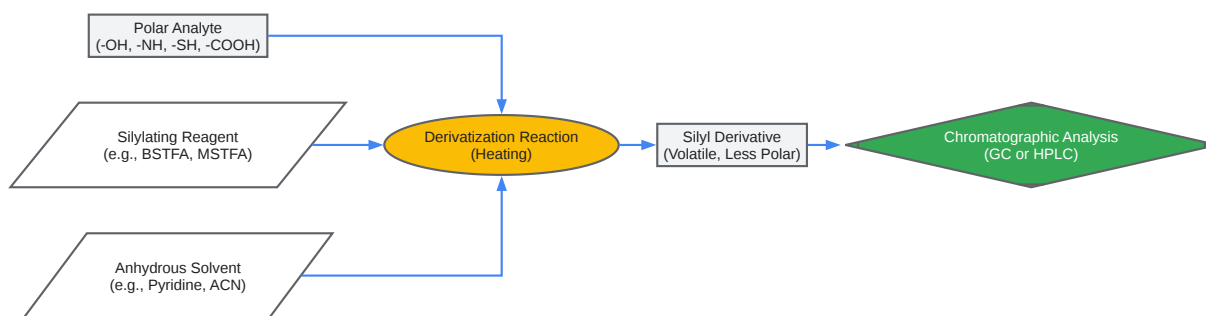 Polar Analyte
(-OH, -NH, -SH, -COOH)
Silylating Reagent
(e.g., BSTFA, MSTFA)
Anhydrous Solvent
(e.g., Pyridine, ACN)
Derivatization Reaction
(Heating)
Silyl Derivative
(Volatile, Less Polar)
Chromatographic Analysis
(GC or HPLC)